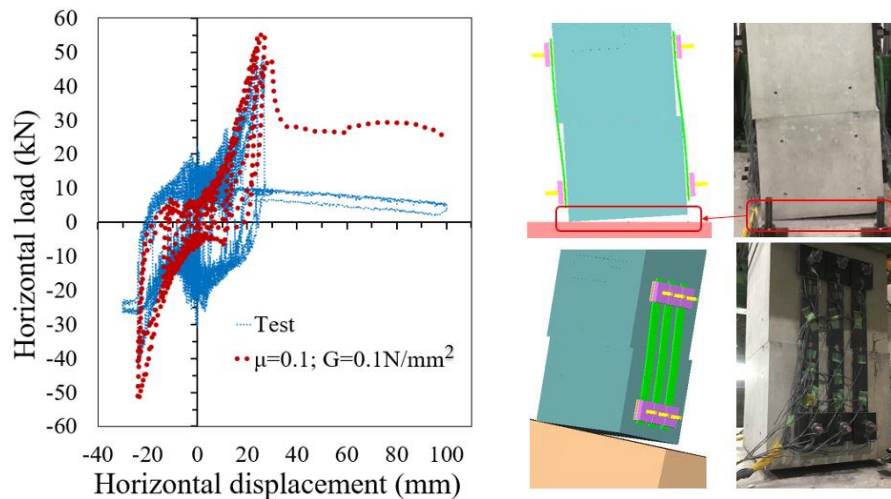 Horizontal load (kN)
60
50
40
30
20
10
0
-10
-20
-30
-40
-50
-60
-40 -20 0 20 40 60 80 100
Horizontal displacement (mm)
Test
μ=0.1; G=0.1N/mm²